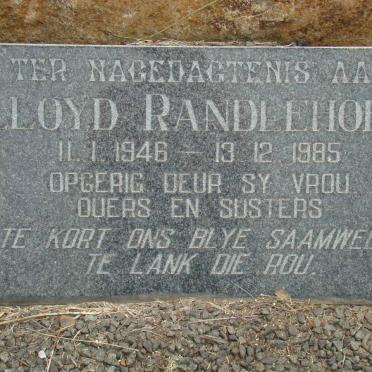 TER NAGEDAGTENIS AA
LLOYD RANDLEHO
11. 1. 1946 — 13. 12. 1985
OPGERIG DEUR SY VROU
OUERS EN SUSTERS
TE KORT ONS BLYE SAAMWE
TE LANK DIE ROU.